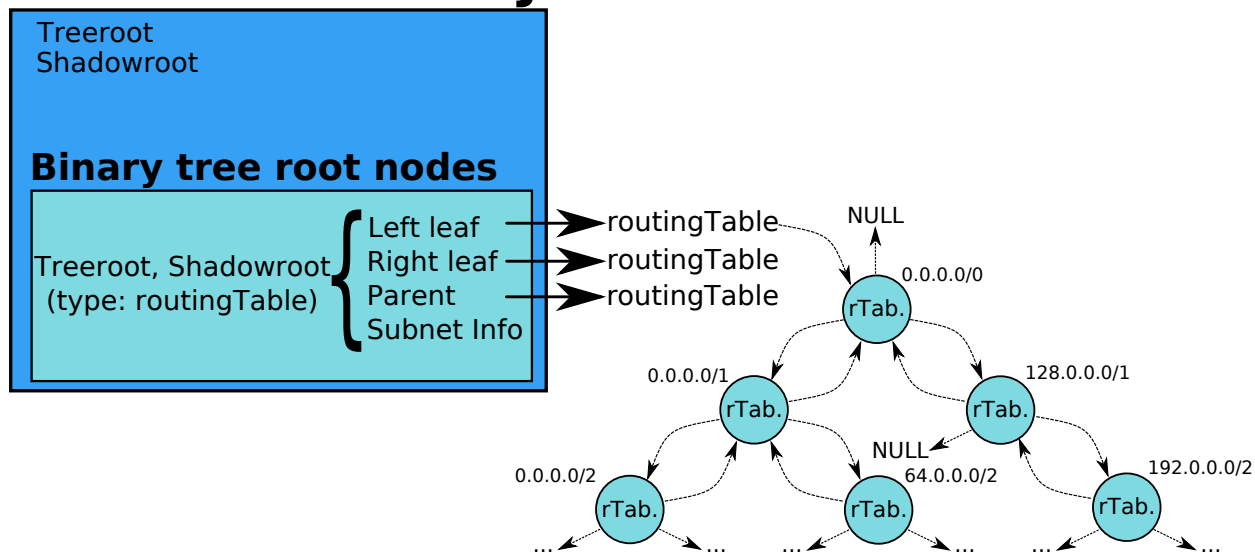 Treeroot
Shadowroot
Binary tree root nodes
Treeroot, Shadowroot
(type: routingTable)
{
Left leaf
Right leaf
Parent
Subnet Info
routingTable
routingTable
routingTable
NULL
0.0.0.0/0
rTab.
0.0.0.0/1
rTab.
128.0.0.0/1
rTab.
NULL
0.0.0.0/2
rTab.
64.0.0.0/2
rTab.
192.0.0.0/2
rTab.
...
...
...
...
...
...